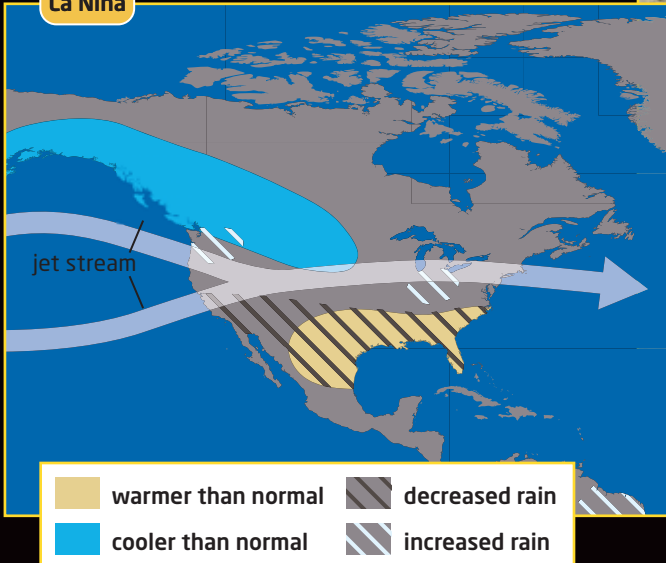 La Niña
jet stream
warmer than normal
decreased rain
cooler than normal
increased rain